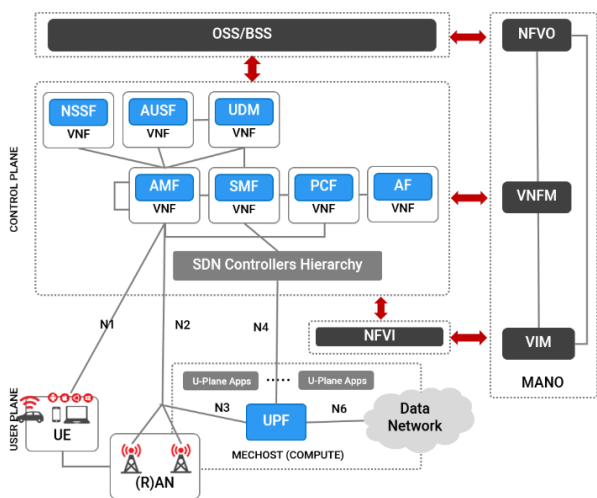 OSS/BSS
NFVO
CONTROL PLANE
NSSF
VNF
AUSF
VNF
UDM
VNF
AMF
VNF
SMF
VNF
PCF
VNF
AF
VNF
VNFM
SDN Controllers Hierarchy
N1
N2
N4
NFVI
VIM
MANO
USER PLANE
U-Plane Apps
.....
U-Plane Apps
N3
UPF
N6
Data
Network
UE
MECHOST (COMPUTE)
(R)AN